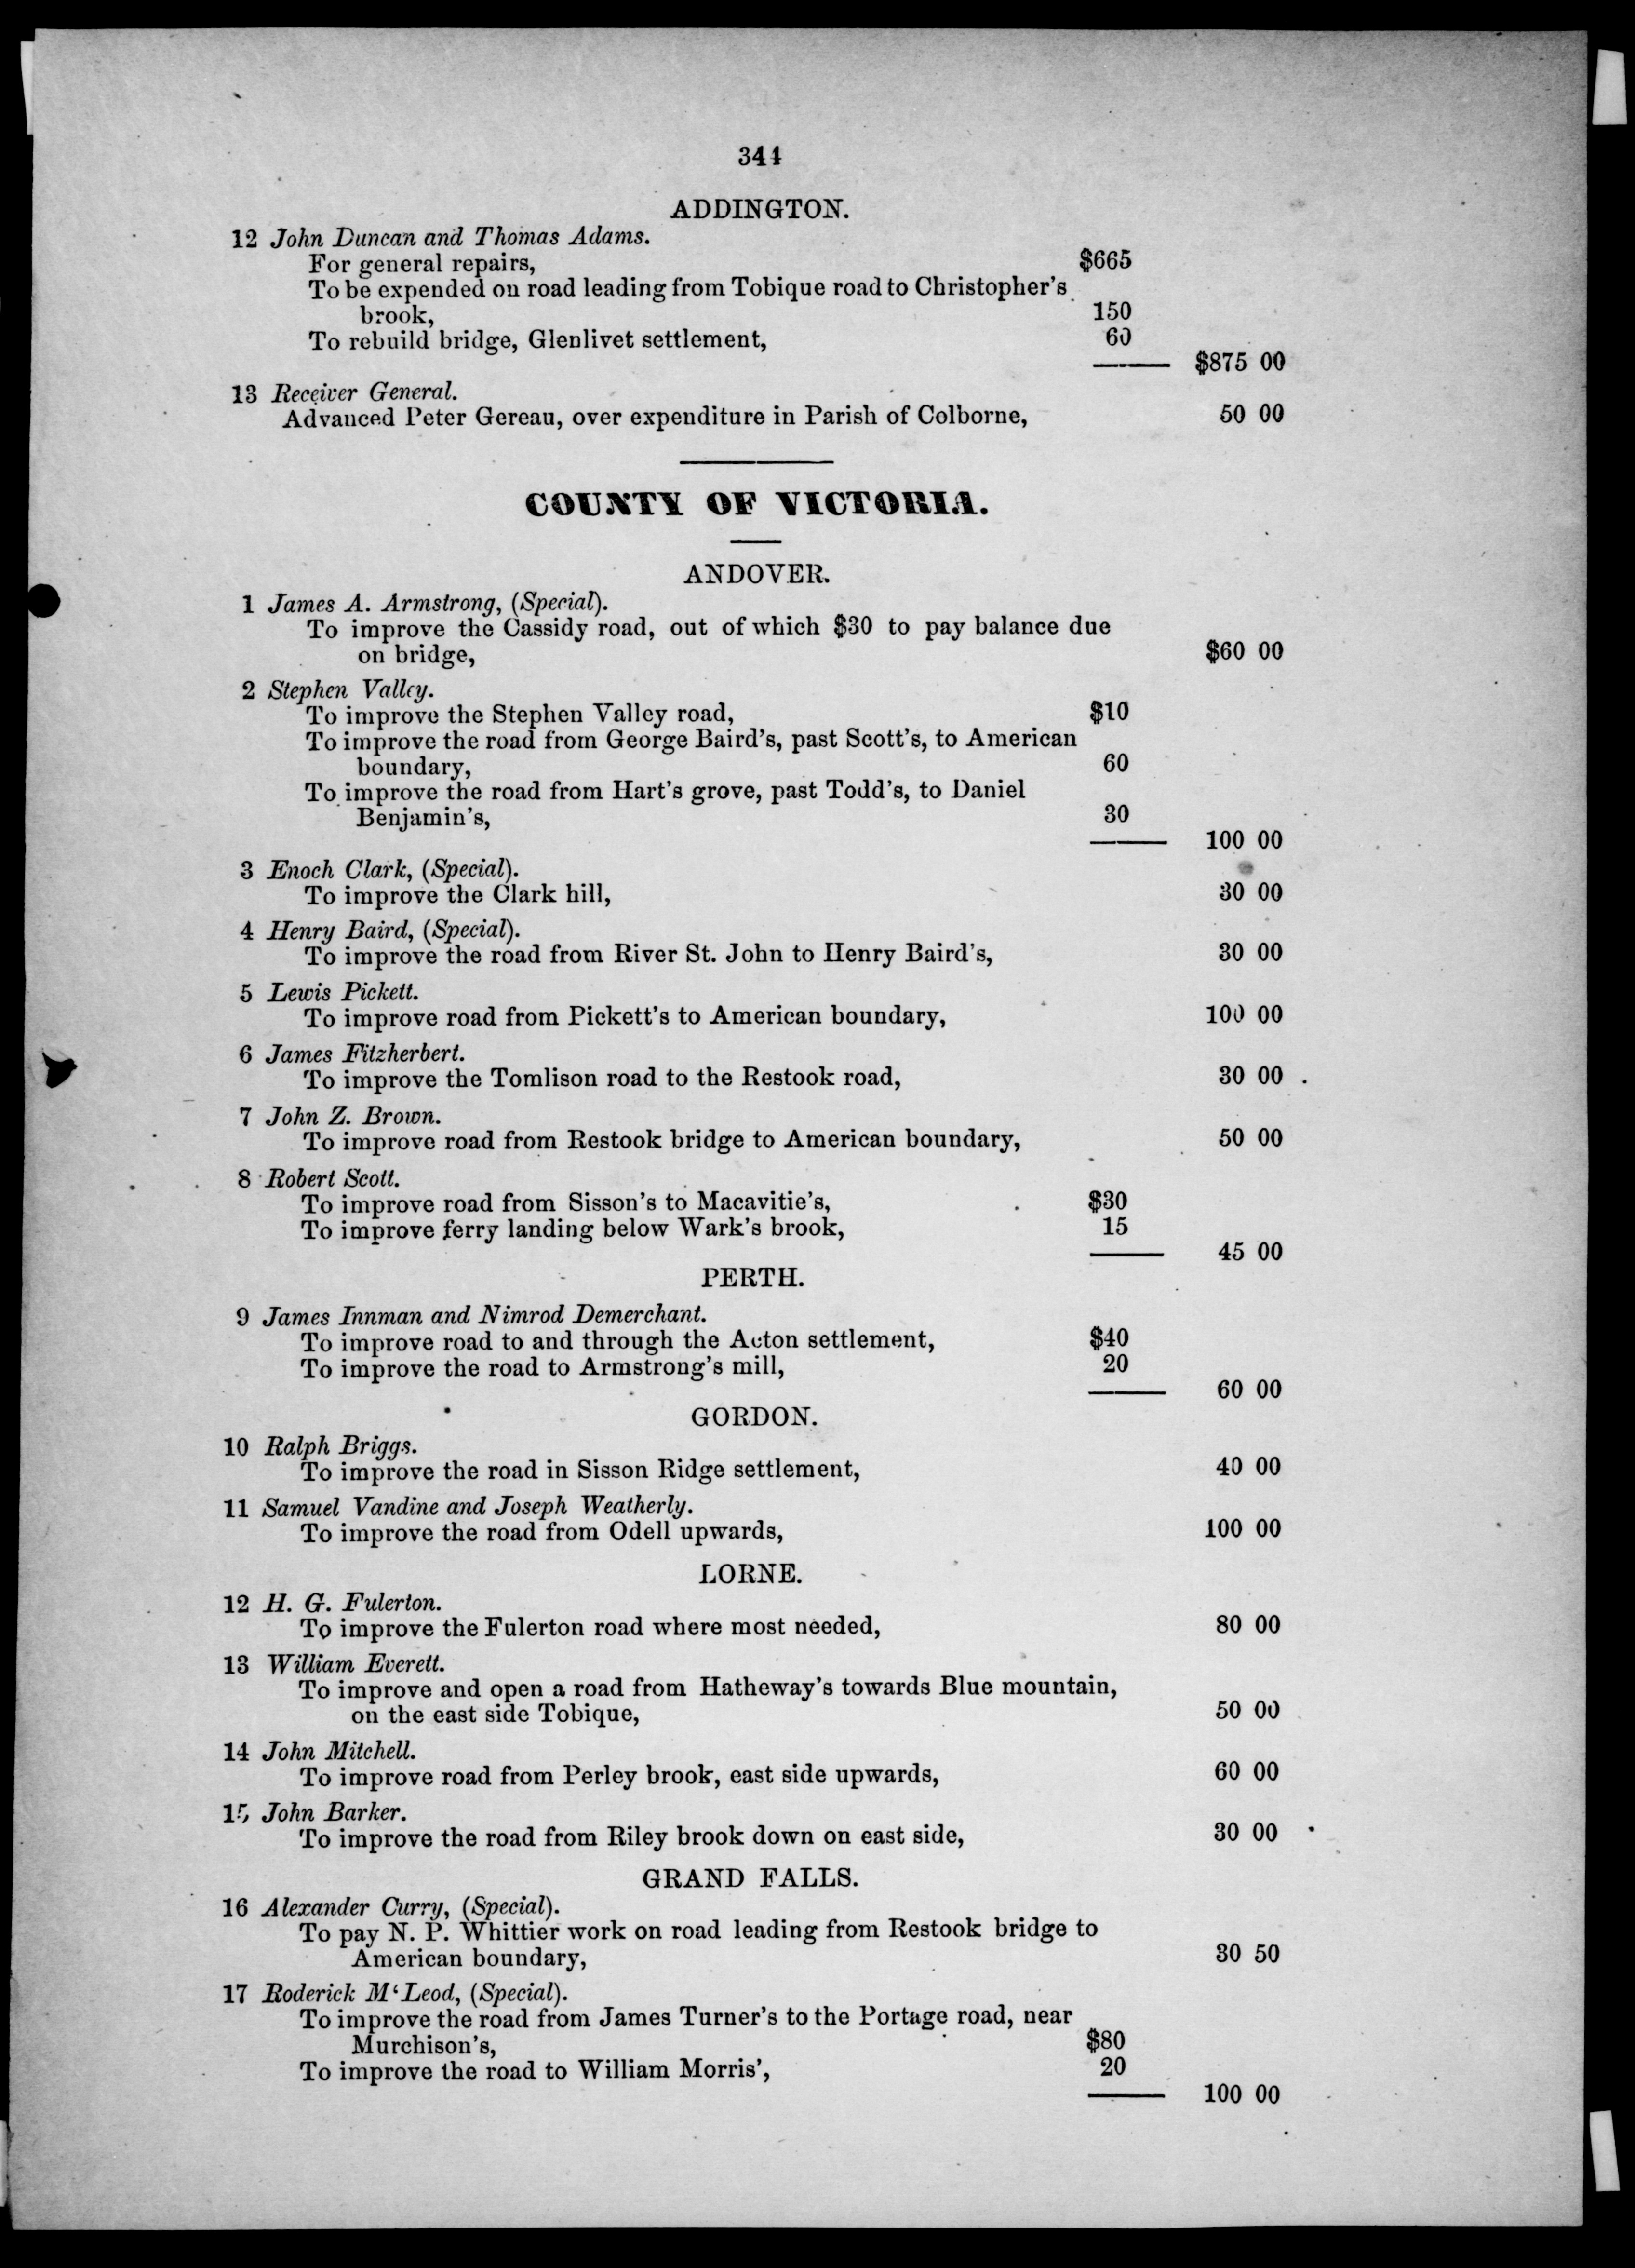 344
ADDINGTON.
12 John Duncan and Thomas Adams.
For general repairs, $665
To be expended on road leading from Tobique road to Christopher's
brook, 150
To rebuild bridge, Glenlivet settlement, 60
$875 00
13 Receiver General.
Advanced Peter Gereau, over expenditure in Parish of Colborne, 50 00
COUNTY OF VICTORIA.
ANDOVER.
1 James A. Armstrong, (Special).
To improve the Cassidy road, out of which $30 to pay balance due
on bridge, $60 00
2 Stephen Valley.
To improve the Stephen Valley road, $10
To improve the road from George Baird's, past Scott's, to American
boundary, 60
To improve the road from Hart's grove, past Todd's, to Daniel
Benjamin's, 30
100 00
3 Enoch Clark, (Special).
To improve the Clark hill, 30 00
4 Henry Baird, (Special).
To improve the road from River St. John to Henry Baird's, 30 00
5 Lewis Pickett.
To improve road from Pickett's to American boundary, 100 00
6 James Fitzherbert.
To improve the Tomlison road to the Restook road, 30 00
7 John Z. Brown.
To improve road from Restook bridge to American boundary, 50 00
8 Robert Scott.
To improve road from Sisson's to Macavitie's, $30
To improve ferry landing below Wark's brook, 15
45 00
PERTH.
9 James Innman and Nimrod Demerchant.
To improve road to and through the Acton settlement, $40
To improve the road to Armstrong's mill, 20
60 00
GORDON.
10 Ralph Briggs.
To improve the road in Sisson Ridge settlement, 40 00
11 Samuel Vandine and Joseph Weatherly.
To improve the road from Odell upwards, 100 00
LORNE.
12 H. G. Fulerton.
To improve the Fulerton road where most needed, 80 00
13 William Everett.
To improve and open a road from Hatheway's towards Blue mountain,
on the east side Tobique, 50 00
14 John Mitchell.
To improve road from Perley brook, east side upwards, 60 00
15 John Barker.
To improve the road from Riley brook down on east side, 30 00
GRAND FALLS.
16 Alexander Curry, (Special).
To pay N. P. Whittier work on road leading from Restook bridge to
American boundary, 30 50
17 Roderick M‘Leod, (Special).
To improve the road from James Turner's to the Portage road, near
Murchison's, $80
To improve the road to William Morris', 20
100 00